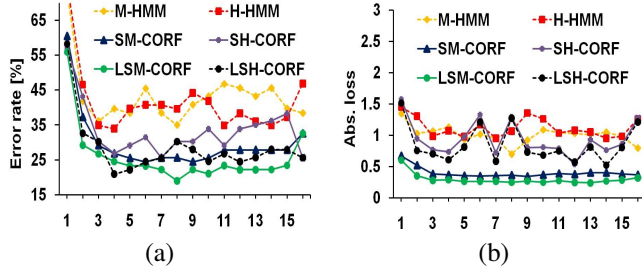 M-HMM H-HMM
SM-CORF SH-CORF
LSM-CORF LSH-CORF
Error rate [%]
65
55
45
35
25
15
1 3 5 7 9 11 13 15
(a)
M-HMM H-HMM
SM-CORF SH-CORF
LSM-CORF LSH-CORF
Abs. loss
3
2.5
2
1.5
1
0.5
0
1 3 5 7 9 11 13 15
(b)